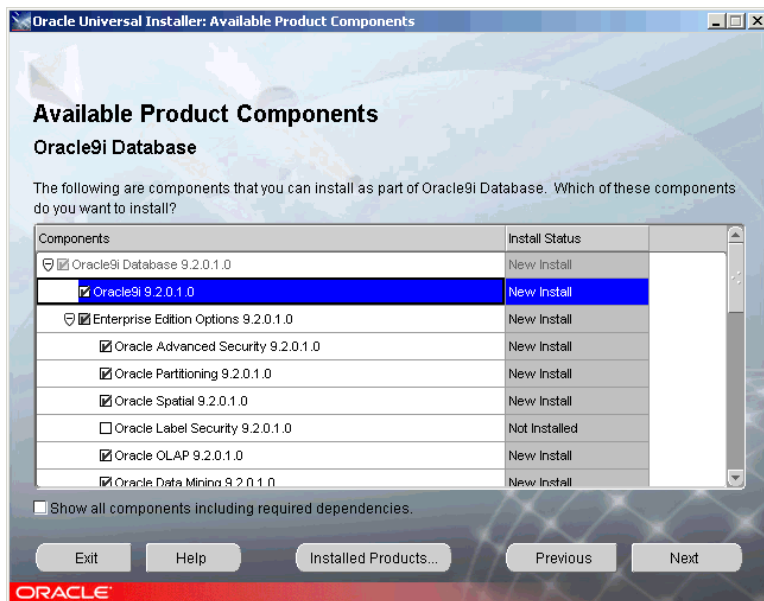 Oracle Universal Installer: Available Product Components
Available Product Components
Oracle9i Database
The following are components that you can install as part of Oracle9i Database. Which of these components
do you want to install?
Components Install Status
Oracle9i Database 9.2.0.1.0 New Install
Oracle9i 9.2.0.1.0 New Install
Enterprise Edition Options 9.2.0.1.0 New Install
Oracle Advanced Security 9.2.0.1.0 New Install
Oracle Partitioning 9.2.0.1.0 New Install
Oracle Spatial 9.2.0.1.0 New Install
Oracle Label Security 9.2.0.1.0 Not Installed
Oracle OLAP 9.2.0.1.0 New Install
Oracle Data Mining 9.2.0.1.0 New Install
Show all components including required dependencies.
Exit Help Installed Products... Previous Next
ORACLE